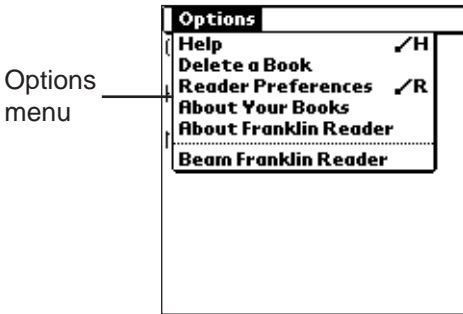 Options
Help ⁄H
Delete a Book
Reader Preferences ⁄R
About Your Books
About Franklin Reader
Beam Franklin Reader
Options
menu